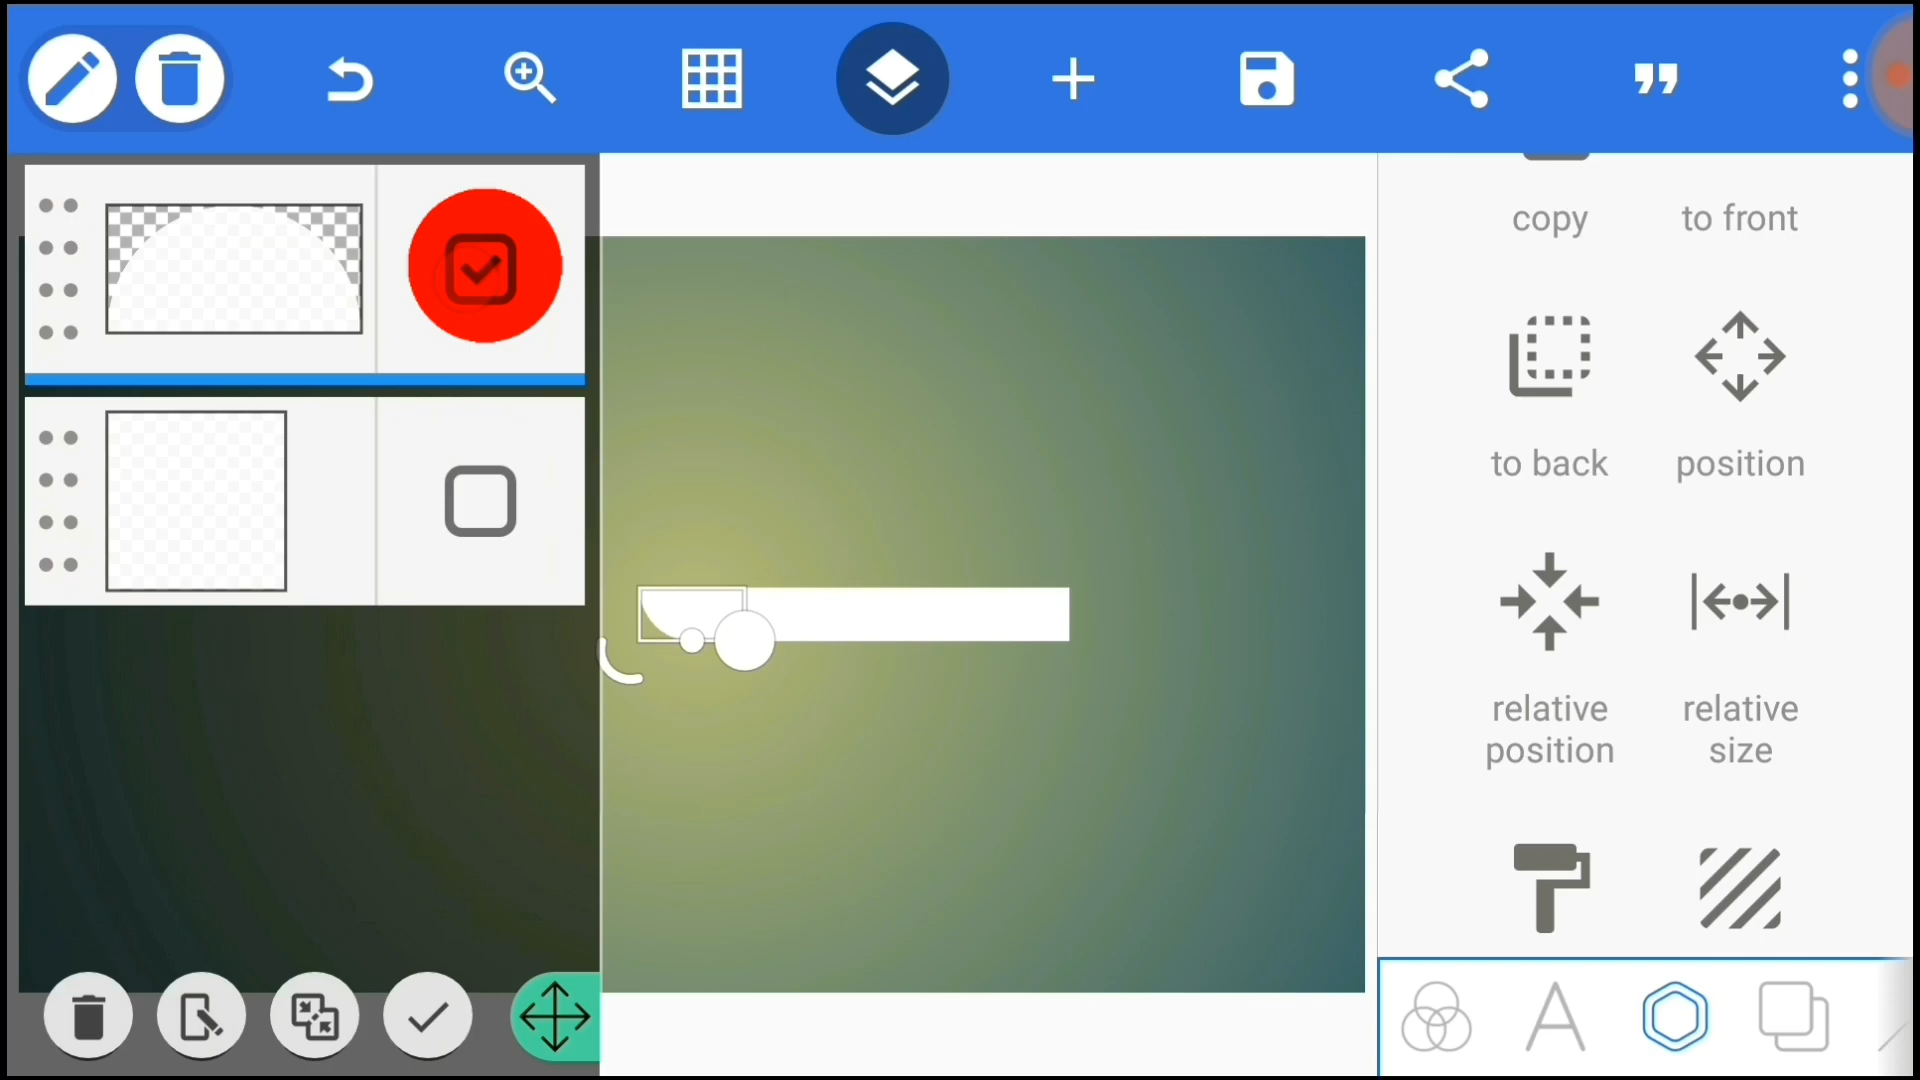 copy
to front
to back
position
relative
position
relative
size